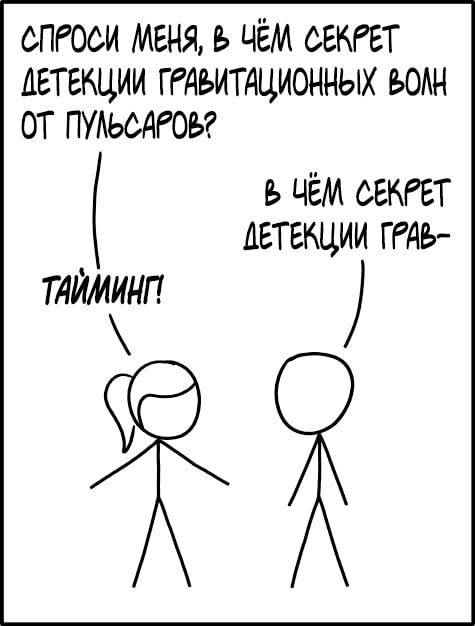 СПРОСИ МЕНЯ, В ЧЁМ СЕКРЕТ
ДЕТЕКЦИИ ГРАВИТАЦИОННЫХ ВОЛН
ОТ ПУЛЬСАРОВ?
В ЧЁМ СЕКРЕТ
ДЕТЕКЦИИ ГРАВ-
ТАЙМИНГ!